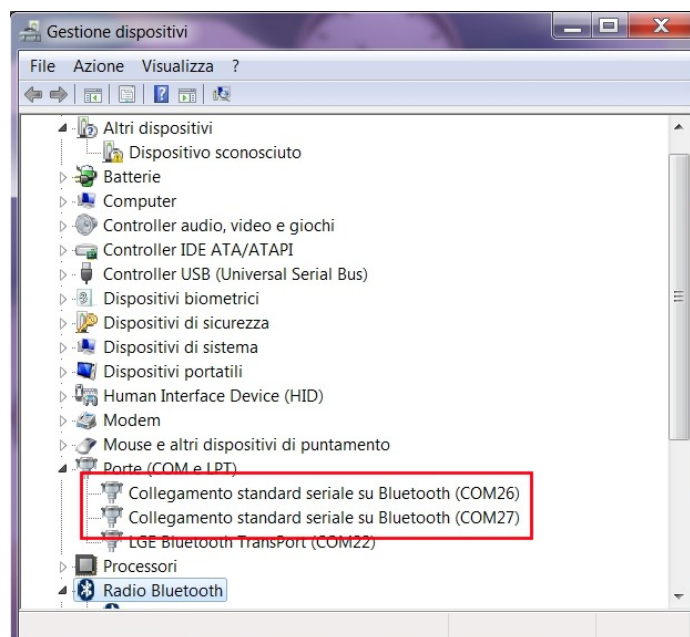 Gestione dispositivi
File Azione Visualizza ?
Altri dispositivi
Dispositivo sconosciuto
Batterie
Computer
Controller audio, video e giochi
Controller IDE ATA/ATAPI
Controller USB (Universal Serial Bus)
Dispositivi biometrici
Dispositivi di sicurezza
Dispositivi di sistema
Dispositivi portatili
Human Interface Device (HID)
Modem
Mouse e altri dispositivi di puntamento
Porte (COM e LPT)
Collegamento standard seriale su Bluetooth (COM26)
Collegamento standard seriale su Bluetooth (COM27)
LGE Bluetooth TransPort (COM22)
Processori
Radio Bluetooth